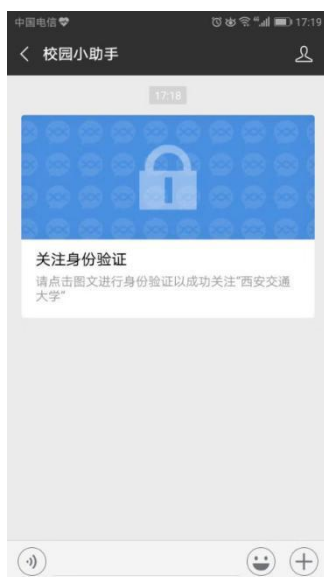 中国电信 17:19
校园小助手
17:18
关注身份验证
请点击图文进行身份验证以成功关注“西安交通
大学”